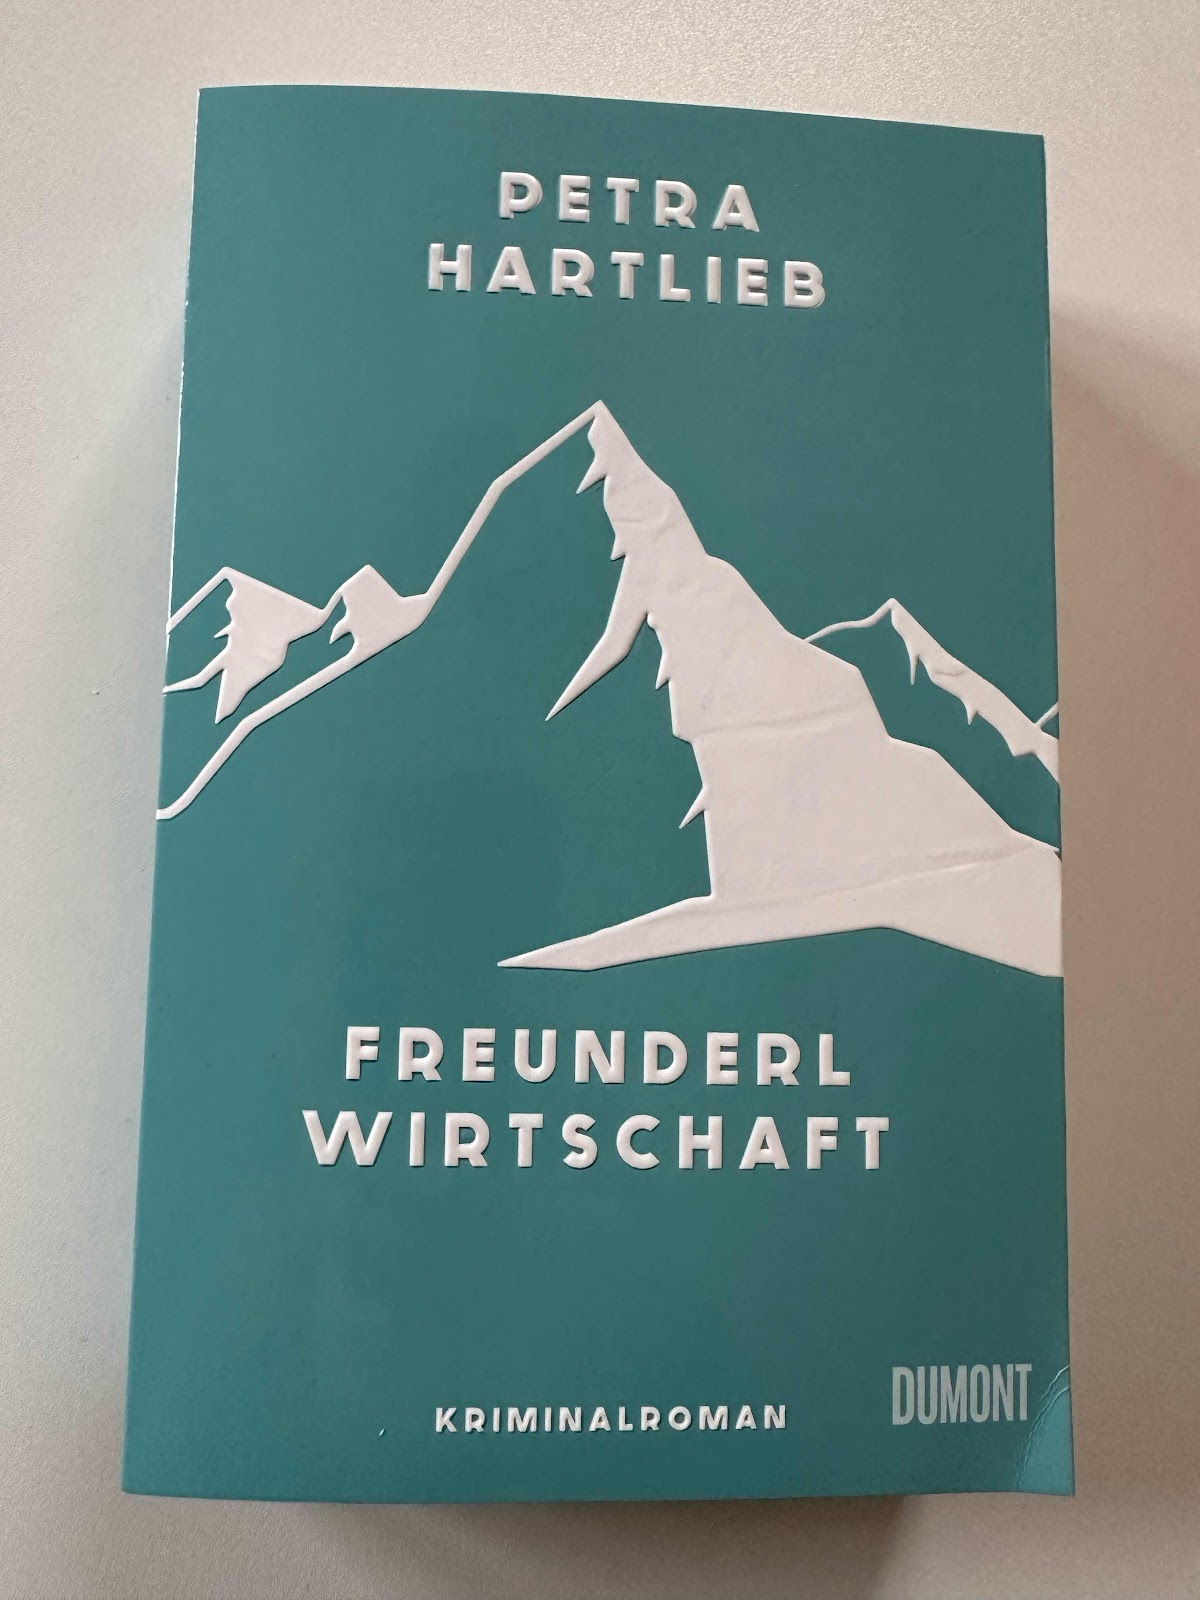 PETRA
HARTLIEB
FREUNDERL
WIRTSCHAFT
KRIMINALROMAN
DUMONT